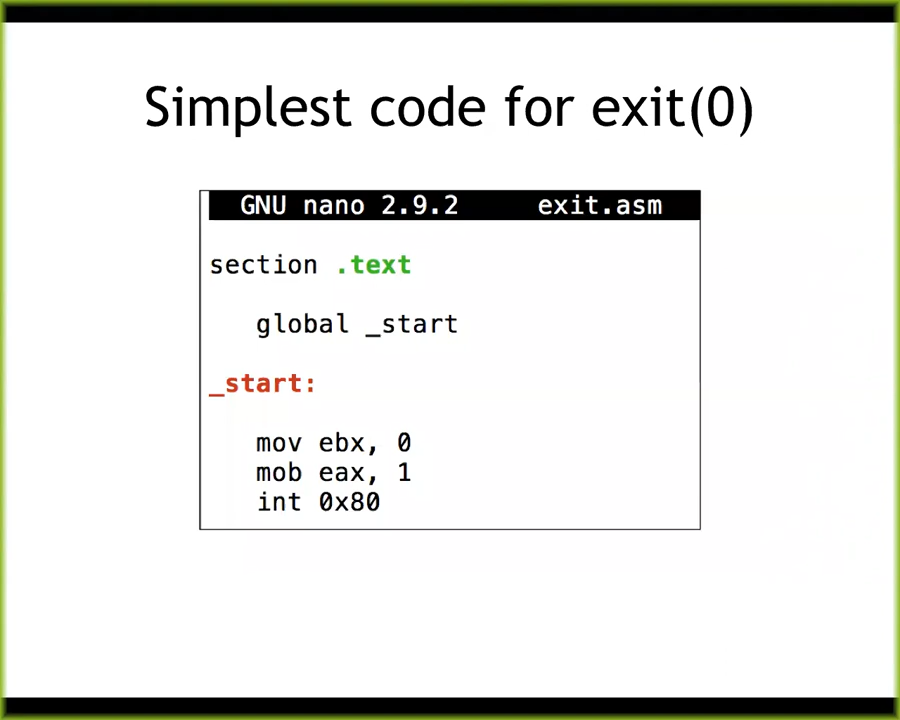 Simplest code for exit(0)
GNU nano 2.9.2 exit.asm
section .text
global _start
_start:
mov ebx, 0
mob eax, 1
int 0x80